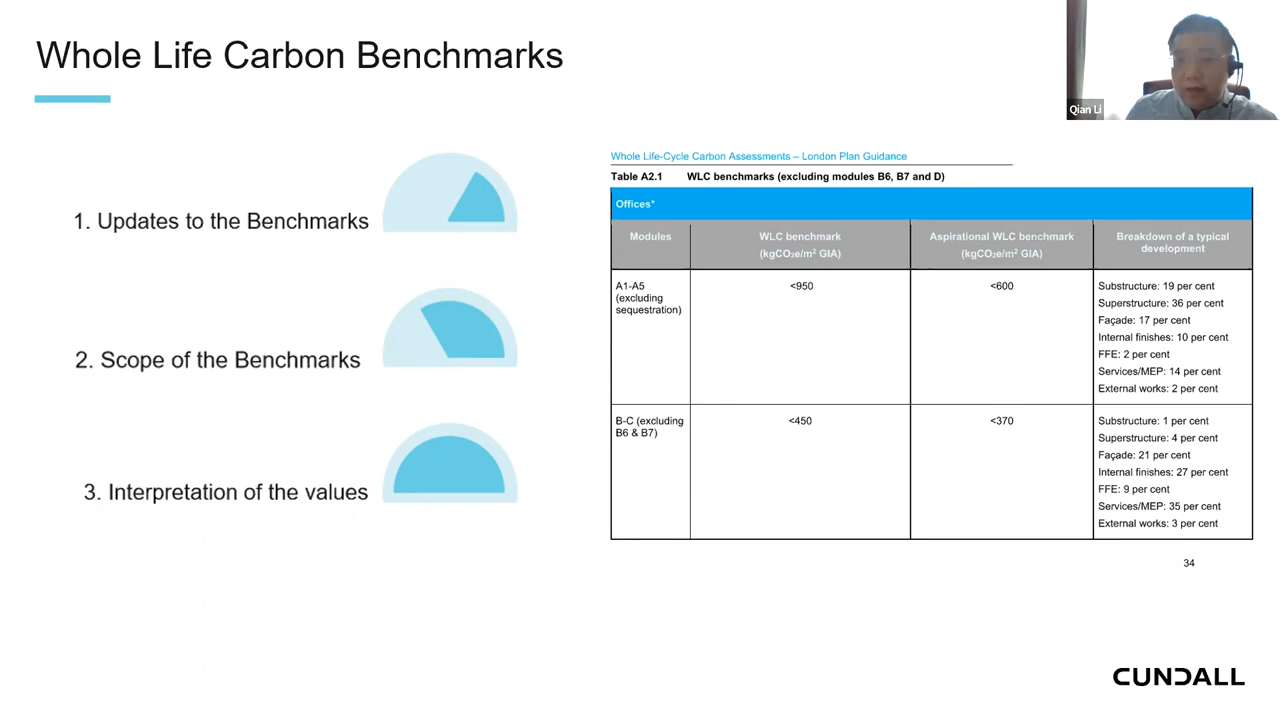 Whole Life Carbon Benchmarks
Qian Li
1. Updates to the Benchmarks
2. Scope of the Benchmarks
3. Interpretation of the values
Whole Life-Cycle Carbon Assessments – London Plan Guidance
Table A2.1 WLC benchmarks (excluding modules B6, B7 and D)
Offices*
Modules
WLC benchmark
(kgCO₂e/m² GIA)
Aspirational WLC benchmark
(kgCO₂e/m² GIA)
Breakdown of a typical
development
A1-A5
(excluding
sequestration)
<950
<600
Substructure: 19 per cent
Superstructure: 36 per cent
Façade: 17 per cent
Internal finishes: 10 per cent
FFE: 2 per cent
Services/MEP: 14 per cent
External works: 2 per cent
B-C (excluding
B6 & B7)
<450
<370
Substructure: 1 per cent
Superstructure: 4 per cent
Façade: 21 per cent
Internal finishes: 27 per cent
FFE: 9 per cent
Services/MEP: 35 per cent
External works: 3 per cent
34
CUNDALL